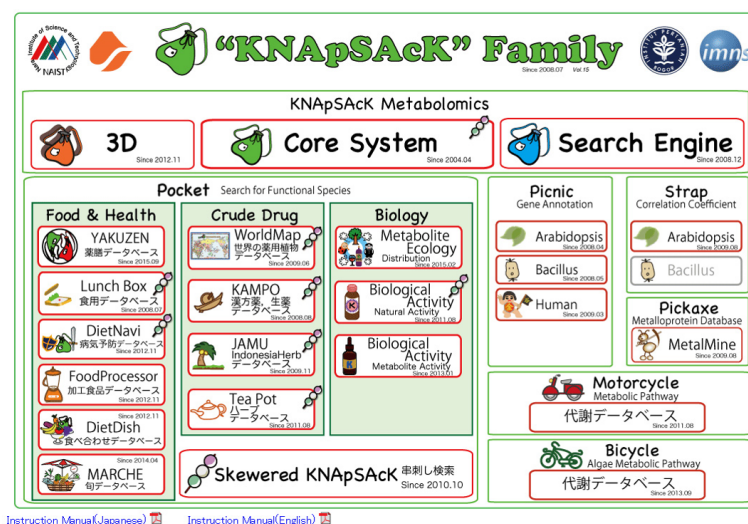 Institute of Science and Technology
Nara NAIST
"KNApSAcK" Family
Since 2008.07 Vol.15
INSTITUT PERTANIAN
BOGOR
imns
KNApSAcK Metabolomics
3D
Since 2012.11
Core System
Since 2004.04
Search Engine
Since 2008.12
Pocket Search for Functional Species
Food & Health
YAKUZEN
薬膳データベース
Since 2015.09
Lunch Box
食用データベース
Since 2008.07
DietNavi
病気予防データベース
Since 2012.11
FoodProcessor
加工食品データベース
Since 2012.11
Since 2012.11
DietDish
食べ合わせデータベース
Since 2014.04
MARCHE
旬データベース
Crude Drug
WorldMap
世界の薬用植物
データベース
Since 2009.06
KAMPO
漢方薬，生薬
データベース
Since 2008.08
JAMU
IndonesiaHerb
データベース
Since 2009.11
Tea Pot
ハーブ
データベース
Since 2011.08
Biology
Metabolite
Ecology
Distribution
Since 2015.02
Biological
Activity
Natural Activity
Since 2011.08
Biological
Activity
Metabolite Activity
Since 2013.01
Skewered KNApSAcK 串刺し検索
Since 2010.10
Picnic
Gene Annotation
Arabidopsis
Since 2008.04
Bacillus
Since 2008.05
Human
Since 2009.03
Strap
Correlation Coefficient
Arabidopsis
Since 2009.08
Bacillus
Pickaxe
Metalloprotein Database
MetalMine
Since 2009.08
Motorcycle
Metabolic Pathway
代謝データベース
Since 2011.08
Bicycle
Algae Metabolic Pathway
代謝データベース
Since 2013.09
Instruction Manual(Japanese)
Instruction Manual(English)